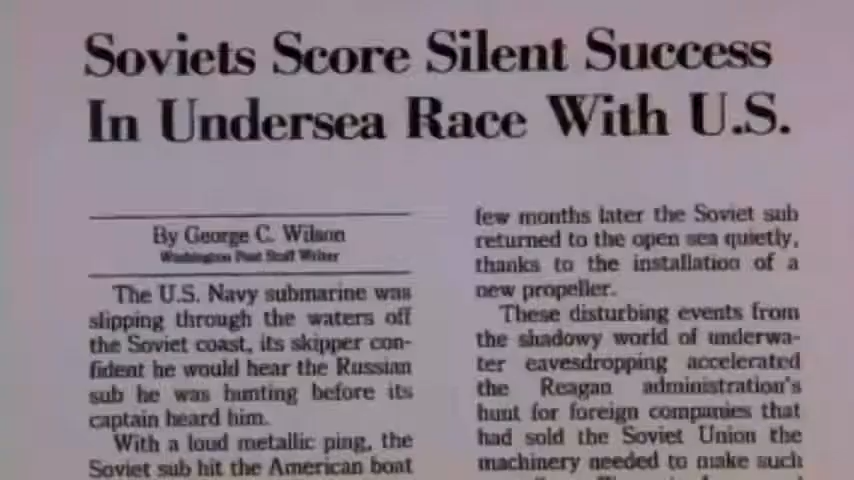 Soviets Score Silent Success
In Undersea Race With U.S.
By George C. Wilson
Washington Post Staff Writer
The U.S. Navy submarine was
slipping through the waters off
the Soviet coast, its skipper con-
fident he would hear the Russian
sub he was hunting before its
captain heard him.
With a loud metallic ping, the
Soviet sub hit the American boat
few months later the Soviet sub
returned to the open sea quietly,
thanks to the installation of a
new propeller.
These disturbing events from
the shadowy world of underwa-
ter eavesdropping accelerated
the Reagan administration's
hunt for foreign companies that
had sold the Soviet Union the
machinery needed to make such